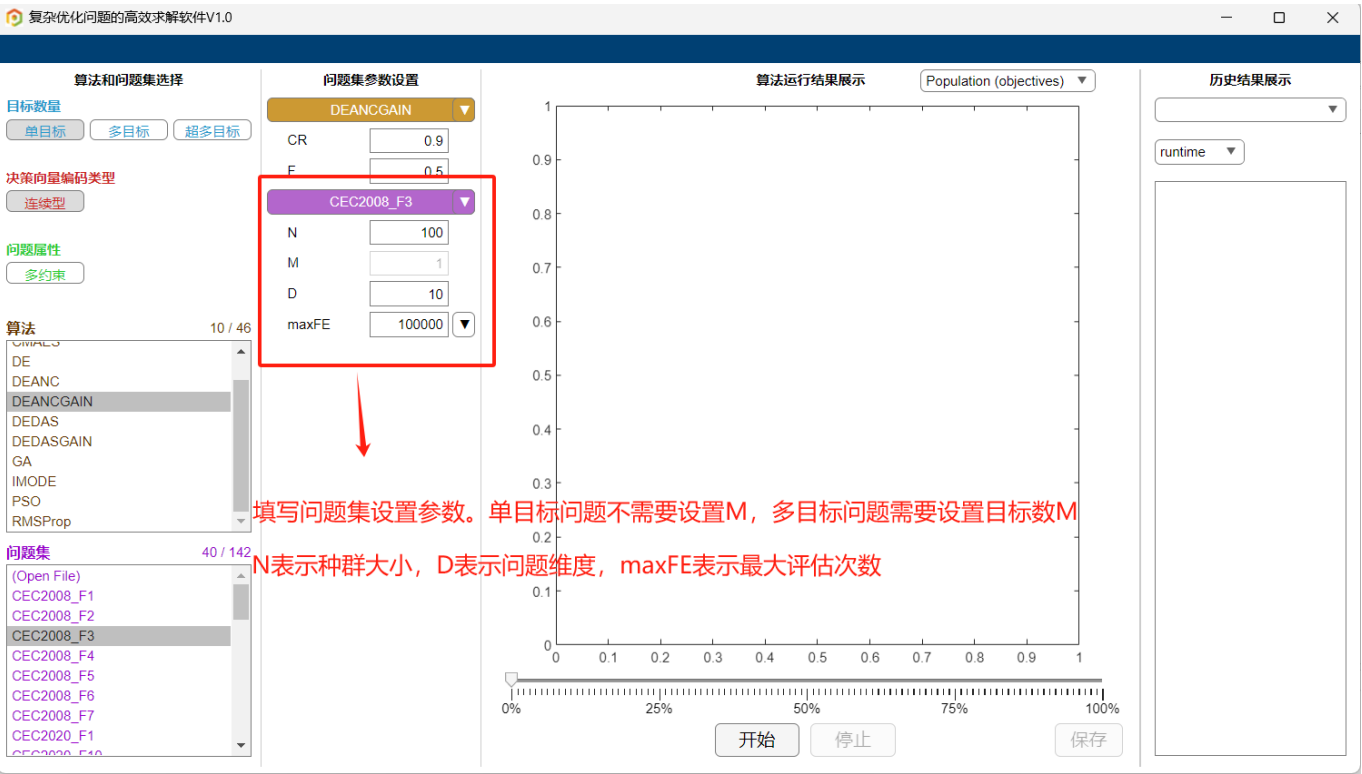 复杂优化问题的高效求解软件V1.0
算法和问题集选择
目标数量
单目标 多目标 超多目标
决策向量编码类型
连续型
问题属性
多约束
算法 10 / 46
CMAES
DE
DEANC
DEANCGAIN
DEDAS
DEDASGAIN
GA
IMODE
PSO
RMSProp
问题集 40 / 142
(Open File)
CEC2008_F1
CEC2008_F2
CEC2008_F3
CEC2008_F4
CEC2008_F5
CEC2008_F6
CEC2008_F7
CEC2020_F1
CEC2020_F10
问题集参数设置
DEANCGAIN
CR 0.9
F 0.5
CEC2008_F3
N 100
M 1
D 10
maxFE 100000
填写问题集设置参数。单目标问题不需要设置M，多目标问题需要设置目标数M
N表示种群大小，D表示问题维度，maxFE表示最大评估次数
算法运行结果展示 Population (objectives)
1
0.9
0.8
0.7
0.6
0.5
0.4
0.3
0.2
0.1
0
0 0.1 0.2 0.3 0.4 0.5 0.6 0.7 0.8 0.9 1
0% 25% 50% 75% 100%
开始 停止 保存
历史结果展示
runtime